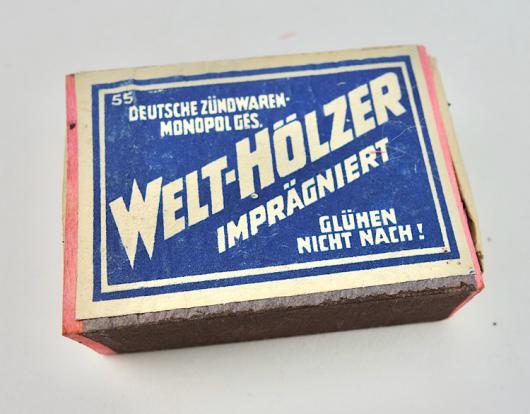 55
DEUTSCHE ZÜNDWAREN-
MONOPOL GES.
WELT-HÖLZER
IMPRÄGNIERT
GLÜHEN
NICHT NACH!